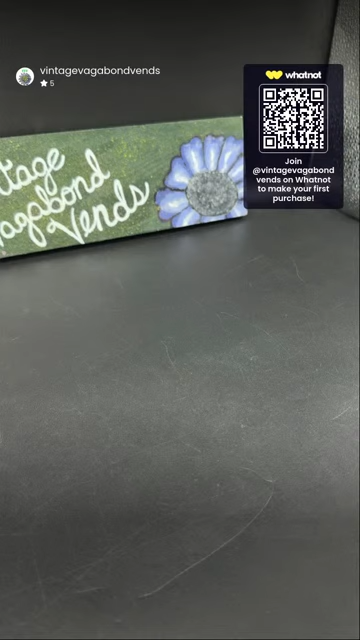 vintagevagabondvends
5
whatnot
Join
@vintagevagabond
vends on Whatnot
to make your first
purchase!
tage
agabond
Vends